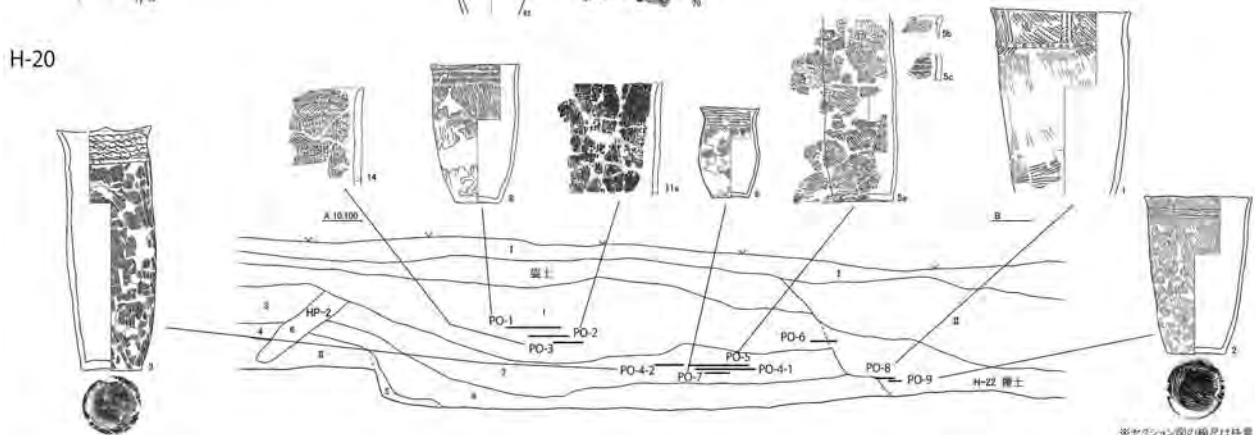 H-20
5b
5c
14
8
11a
6
5a
1
3
2
A 10.100
B
I
盛土
I
I
II
3
4
HP-2
6
II
5
7
8
PO-1
PO-2
PO-3
PO-4-2
PO-7
PO-5
PO-4-1
PO-6
PO-8
PO-9
H-22 陣土